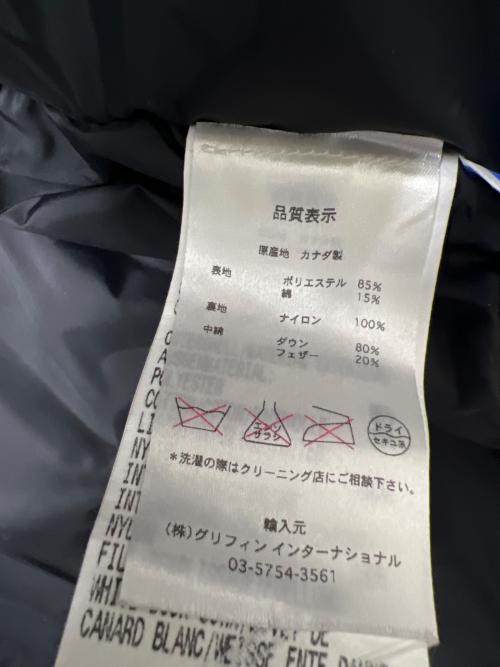 品質表示
原産地 カナダ製
表地 ポリエステル 85%
綿 15%
裏地 ナイロン 100%
中綿 ダウン 80%
フェザー 20%
エンソ
サラシ
ドライ
セキユ系
*洗濯の際はクリーニング店にご相談下さい。
輸入元
(株)グリフィン インターナショナル
03-5754-3561
CANARD BLANC/WEISSE ENTE